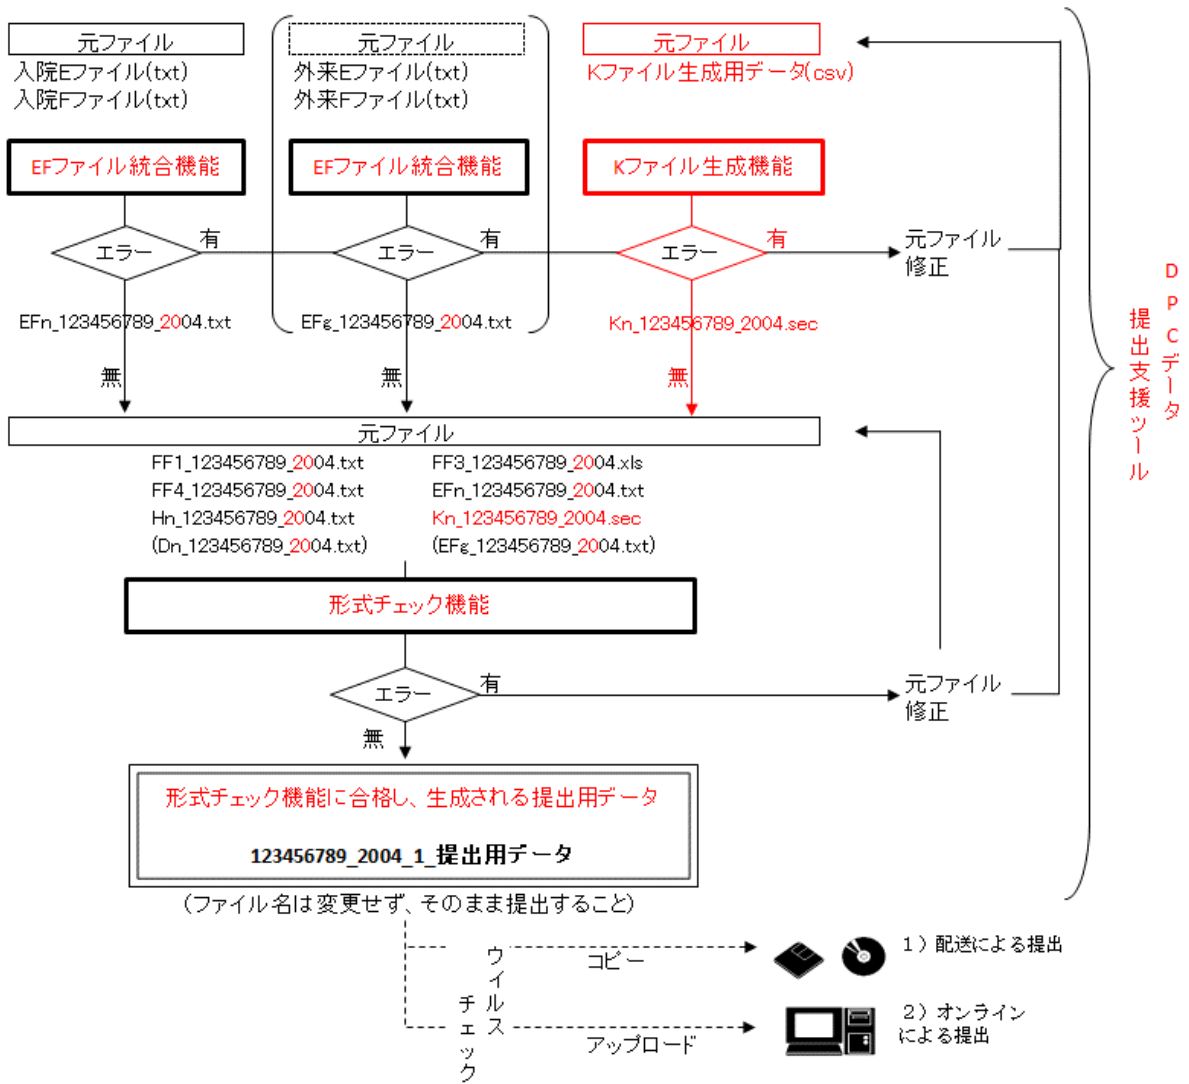 元ファイル
入院Eファイル(txt)
入院Fファイル(txt)
元ファイル
外来Eファイル(txt)
外来Fファイル(txt)
元ファイル
Kファイル生成用データ(csv)
EFファイル統合機能
EFファイル統合機能
Kファイル生成機能
エラー
有
エラー
有
エラー
有
元ファイル
修正
EFn_123456789_2004.txt
EFg_123456789_2004.txt
Kn_123456789_2004.sec
無
無
無
元ファイル
FF1_123456789_2004.txt
FF3_123456789_2004.xls
FF4_123456789_2004.txt
EFn_123456789_2004.txt
Hn_123456789_2004.txt
Kn_123456789_2004.sec
(Dn_123456789_2004.txt)
(EFg_123456789_2004.txt)
形式チェック機能
エラー
有
元ファイル
修正
無
形式チェック機能に合格し、生成される提出用データ
123456789_2004_1_提出用データ
(ファイル名は変更せず、そのまま提出すること)
ウイルス
チェック
コピー
1）配送による提出
アップロード
2）オンライン
による提出
DPCデータ
提出支援ツール